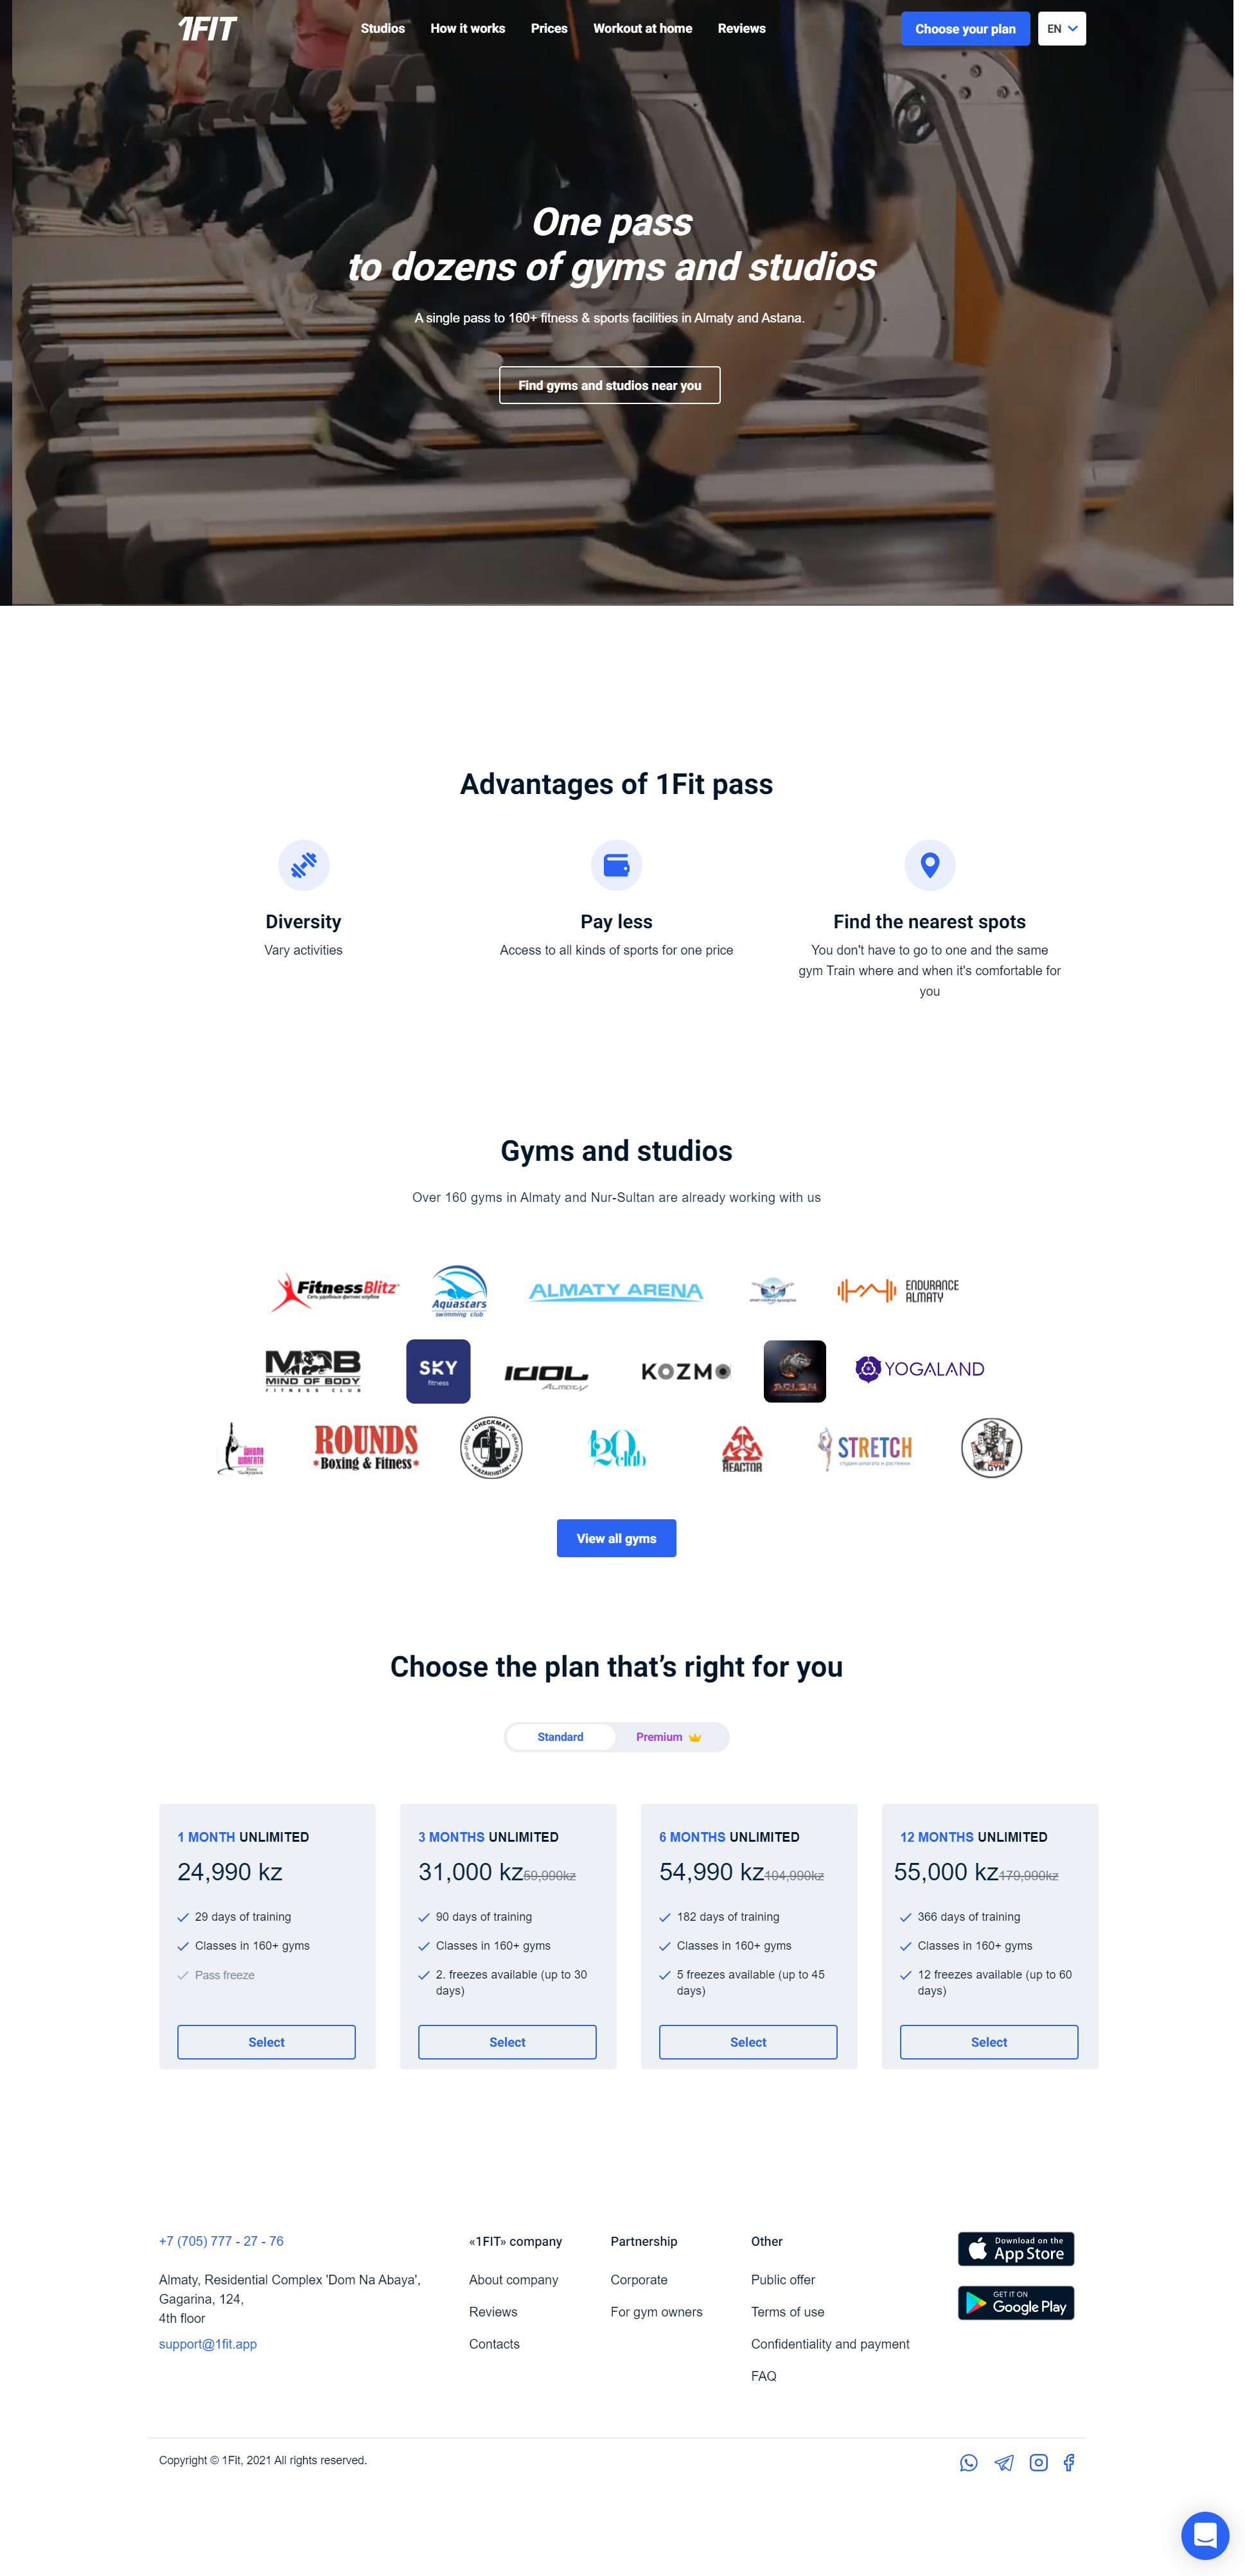 1FIT
Studios
How it works
Prices
Workout at home
Reviews
Choose your plan
EN
One pass
to dozens of gyms and studios
A single pass to 160+ fitness & sports facilities in Almaty and Astana.
Find gyms and studios near you
Advantages of 1Fit pass
Diversity
Vary activities
Pay less
Access to all kinds of sports for one price
Find the nearest spots
You don't have to go to one and the same
gym Train where and when it's comfortable for
you
Gyms and studios
Over 160 gyms in Almaty and Nur-Sultan are already working with us
FitnessBlitz
Сеть удобных фитнес клубов
Aquastars
swimming club
ALMATY ARENA
ENDURANCE
ALMATY
MOB
MIND OF BODY
FITNESS CLUB
SKY
fitness
IDOL
Almaty
KOZMO
YOGALAND
ШКОЛА
ШПАГАТА
ROUNDS
Boxing & Fitness
CHECKMAT
KAZAKHSTAN
REACTOR
STRETCH
студия шпагата и растяжки
GYM
View all gyms
Choose the plan that’s right for you
Standard
Premium
1 MONTH UNLIMITED
24,990 kz
29 days of training
Classes in 160+ gyms
Pass freeze
Select
3 MONTHS UNLIMITED
31,000 kz59,990kz
90 days of training
Classes in 160+ gyms
2. freezes available (up to 30
days)
Select
6 MONTHS UNLIMITED
54,990 kz104,990kz
182 days of training
Classes in 160+ gyms
5 freezes available (up to 45
days)
Select
12 MONTHS UNLIMITED
55,000 kz179,990kz
366 days of training
Classes in 160+ gyms
12 freezes available (up to 60
days)
Select
+7 (705) 777 - 27 - 76
Almaty, Residential Complex 'Dom Na Abaya',
Gagarina, 124,
4th floor
support@1fit.app
«1FIT» company
About company
Reviews
Contacts
Partnership
Corporate
For gym owners
Other
Public offer
Terms of use
Confidentiality and payment
FAQ
Download on the
App Store
GET IT ON
Google Play
Copyright © 1Fit, 2021 All rights reserved.